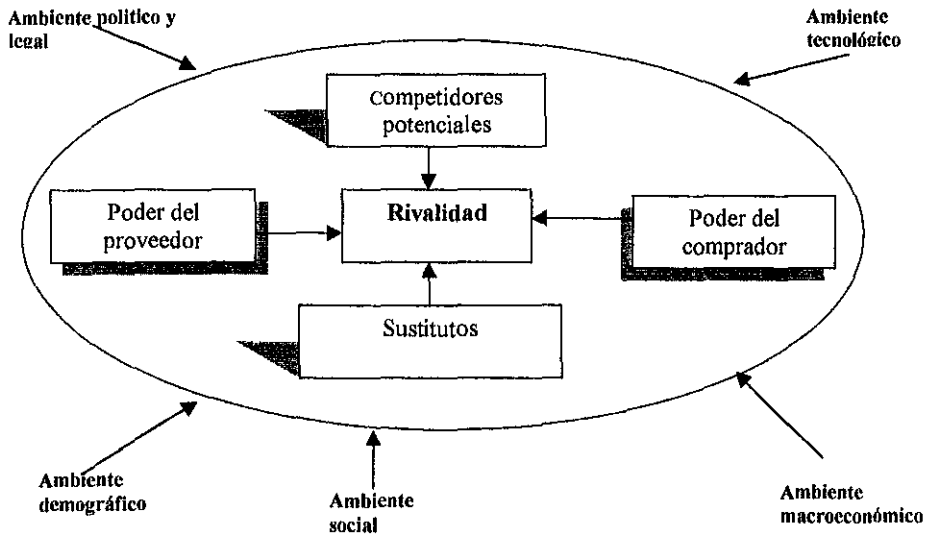 Ambiente politico y
legal
Ambiente
tecnológico
Competidores
potenciales
Poder del
proveedor
Rivalidad
Poder del
comprador
Sustitutos
Ambiente
demográfico
Ambiente
social
Ambiente
macroeconómico